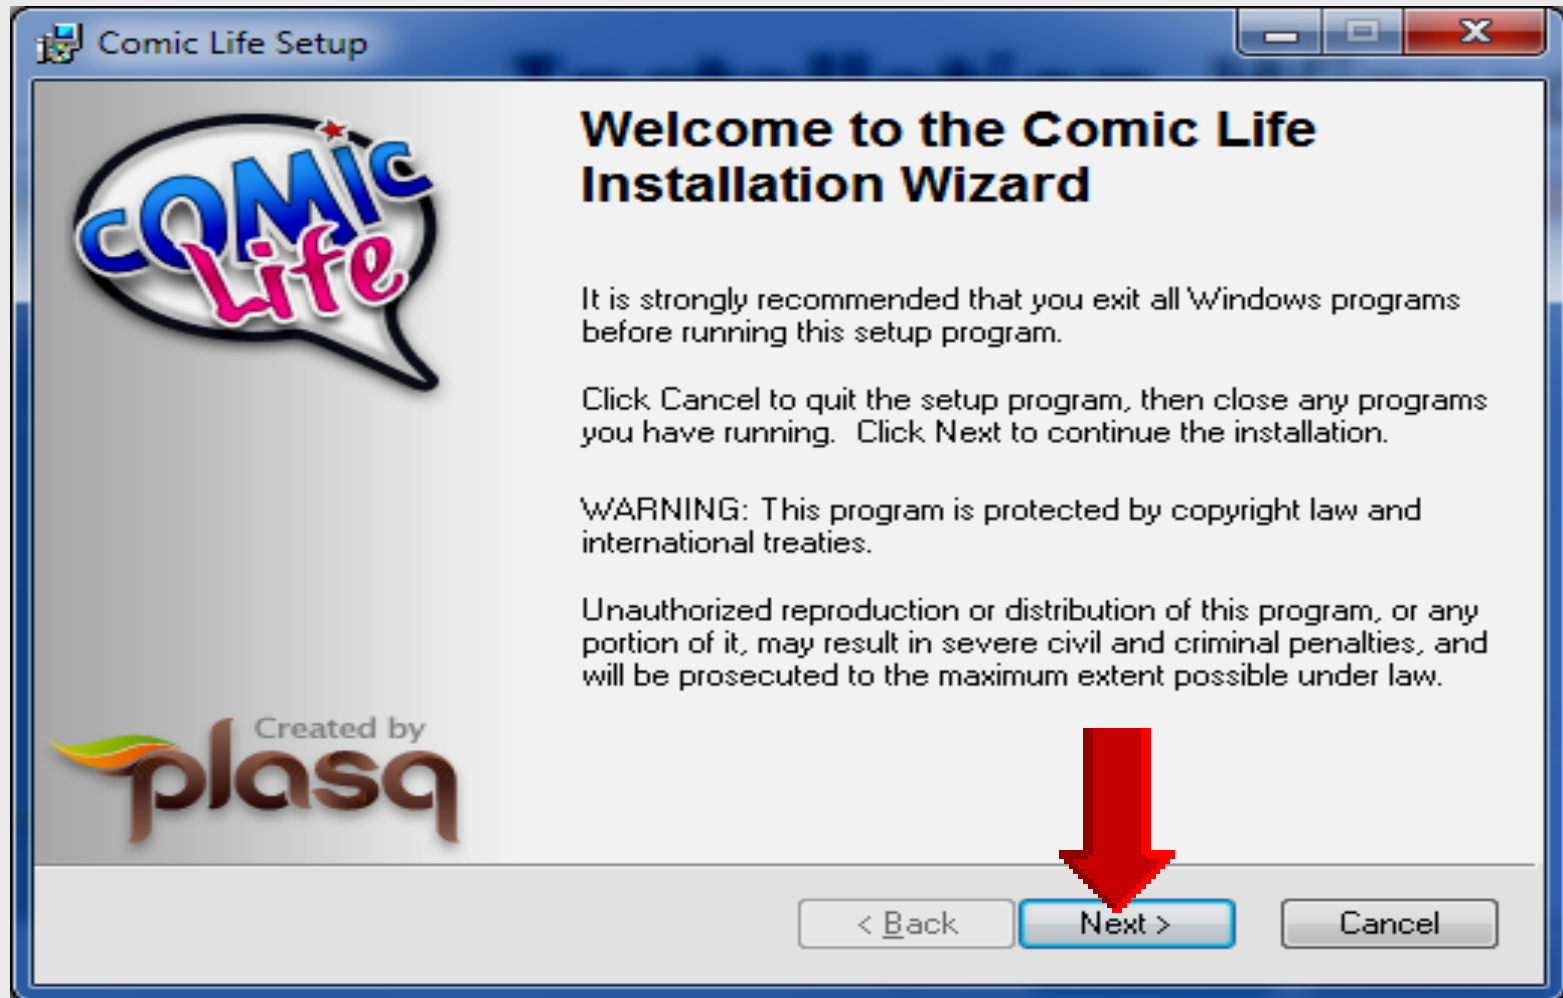 Comic Life Setup
COMIC
Life
Welcome to the Comic Life
Installation Wizard
It is strongly recommended that you exit all Windows programs
before running this setup program.
Click Cancel to quit the setup program, then close any programs
you have running.  Click Next to continue the installation.
WARNING: This program is protected by copyright law and
international treaties.
Unauthorized reproduction or distribution of this program, or any
portion of it, may result in severe civil and criminal penalties, and
will be prosecuted to the maximum extent possible under law.
Created by
plasq
< Back
Next >
Cancel